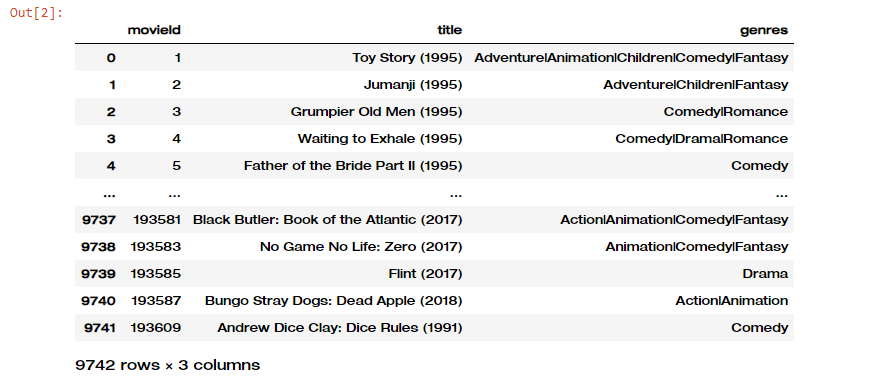 Out[2]:
movieId title genres
0 1 Toy Story (1995) Adventure|Animation|Children|Comedy|Fantasy
1 2 Jumanji (1995) Adventure|Children|Fantasy
2 3 Grumpier Old Men (1995) Comedy|Romance
3 4 Waiting to Exhale (1995) Comedy|Drama|Romance
4 5 Father of the Bride Part II (1995) Comedy
... ... ... ...
9737 193581 Black Butler: Book of the Atlantic (2017) Action|Animation|Comedy|Fantasy
9738 193583 No Game No Life: Zero (2017) Animation|Comedy|Fantasy
9739 193585 Flint (2017) Drama
9740 193587 Bungo Stray Dogs: Dead Apple (2018) Action|Animation
9741 193609 Andrew Dice Clay: Dice Rules (1991) Comedy
9742 rows × 3 columns